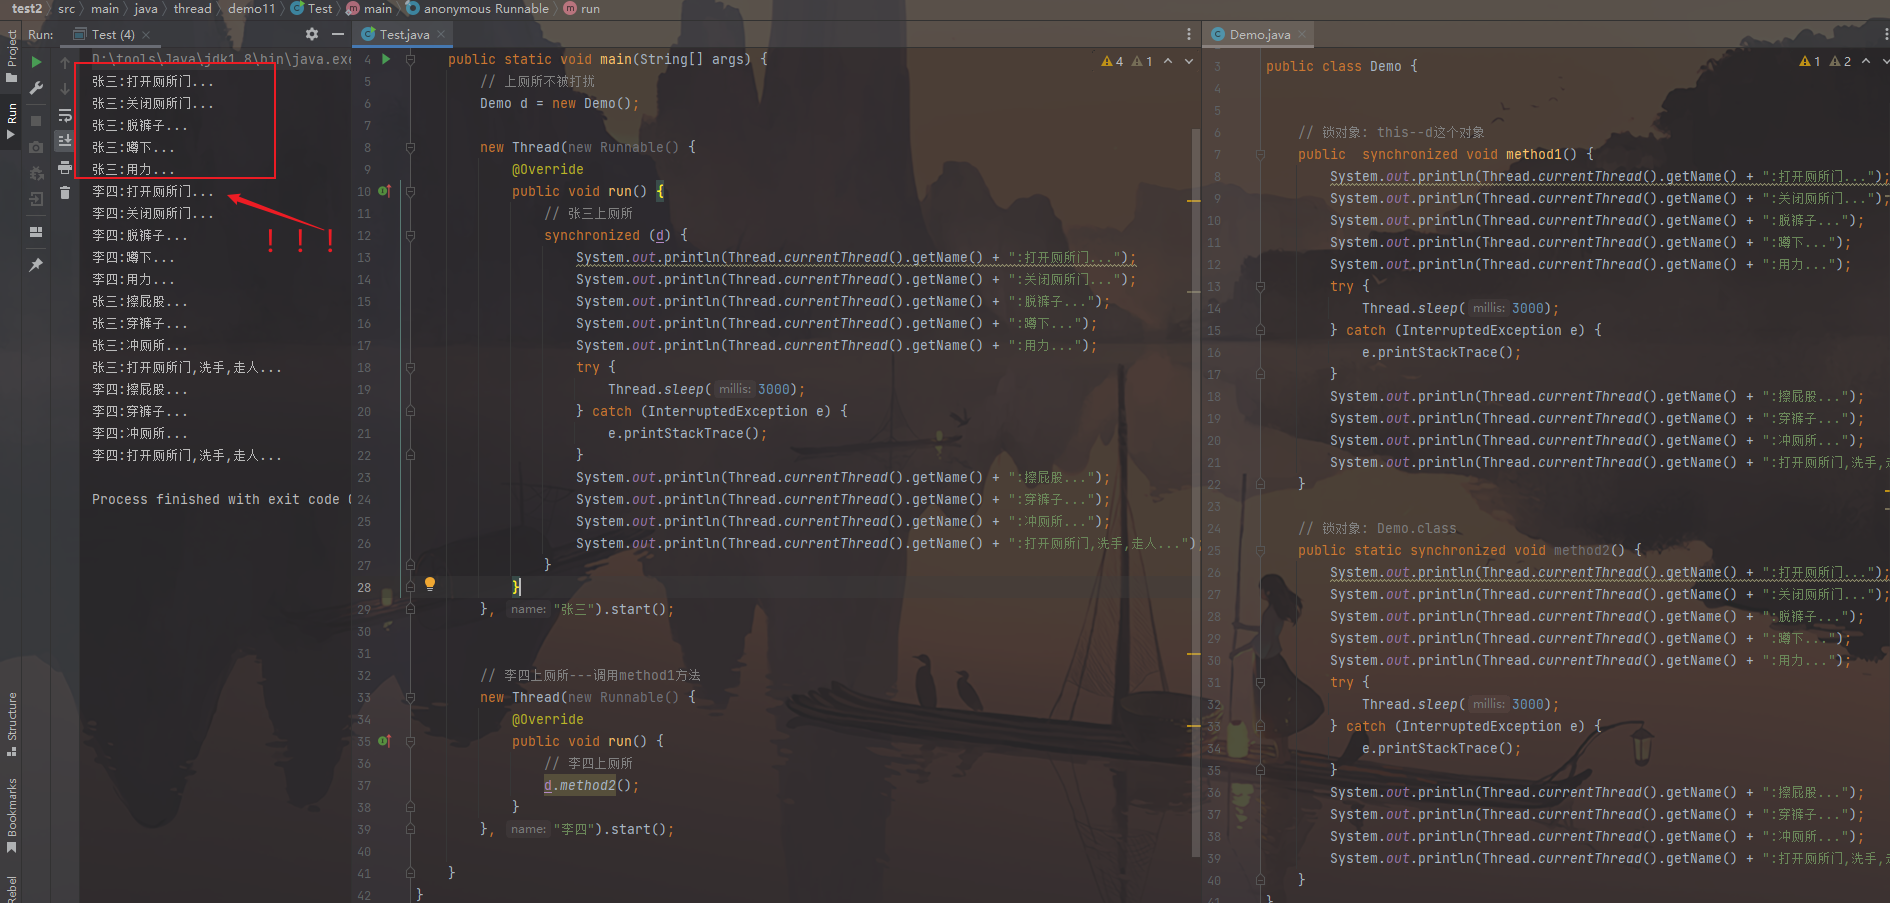 test2 src main java thread demo11 Test main anonymous Runnable run
Project
Run
Structure
Bookmarks
Rebel
Run: Test (4)
D:\tools\Java\jdk1.8\bin\java.exe
张三:打开厕所门...
张三:关闭厕所门...
张三:脱裤子...
张三:蹲下...
张三:用力...
李四:打开厕所门...
李四:关闭厕所门...
李四:脱裤子...
李四:蹲下...
李四:用力...
张三:擦屁股...
张三:穿裤子...
张三:冲厕所...
张三:打开厕所门,洗手,走人...
李四:擦屁股...
李四:穿裤子...
李四:冲厕所...
李四:打开厕所门,洗手,走人...
Process finished with exit code 0
！！！
Test.java
4 1
4 public static void main(String[] args) {
5 // 上厕所不被打扰
6 Demo d = new Demo();
7
8 new Thread(new Runnable() {
9 @Override
10 public void run() {
11 // 张三上厕所
12 synchronized (d) {
13 System.out.println(Thread.currentThread().getName() + ":打开厕所门...");
14 System.out.println(Thread.currentThread().getName() + ":关闭厕所门...");
15 System.out.println(Thread.currentThread().getName() + ":脱裤子...");
16 System.out.println(Thread.currentThread().getName() + ":蹲下...");
17 System.out.println(Thread.currentThread().getName() + ":用力...");
18 try {
19 Thread.sleep( millis: 3000);
20 } catch (InterruptedException e) {
21 e.printStackTrace();
22 }
23 System.out.println(Thread.currentThread().getName() + ":擦屁股...");
24 System.out.println(Thread.currentThread().getName() + ":穿裤子...");
25 System.out.println(Thread.currentThread().getName() + ":冲厕所...");
26 System.out.println(Thread.currentThread().getName() + ":打开厕所门,洗手,走人...");
27 }
28 }
29 }, name: "张三").start();
30
31
32 // 李四上厕所---调用method1方法
33 new Thread(new Runnable() {
34 @Override
35 public void run() {
36 // 李四上厕所
37 d.method2();
38 }
39 }, name: "李四").start();
40
41 }
42 }
Demo.java
1 2
3 public class Demo {
4
5
6 // 锁对象: this--d这个对象
7 public synchronized void method1() {
8 System.out.println(Thread.currentThread().getName() + ":打开厕所门...");
9 System.out.println(Thread.currentThread().getName() + ":关闭厕所门...");
10 System.out.println(Thread.currentThread().getName() + ":脱裤子...");
11 System.out.println(Thread.currentThread().getName() + ":蹲下...");
12 System.out.println(Thread.currentThread().getName() + ":用力...");
13 try {
14 Thread.sleep( millis: 3000);
15 } catch (InterruptedException e) {
16 e.printStackTrace();
17 }
18 System.out.println(Thread.currentThread().getName() + ":擦屁股...");
19 System.out.println(Thread.currentThread().getName() + ":穿裤子...");
20 System.out.println(Thread.currentThread().getName() + ":冲厕所...");
21 System.out.println(Thread.currentThread().getName() + ":打开厕所门,洗手,走
22 }
23
24 // 锁对象: Demo.class
25 public static synchronized void method2() {
26 System.out.println(Thread.currentThread().getName() + ":打开厕所门...");
27 System.out.println(Thread.currentThread().getName() + ":关闭厕所门...");
28 System.out.println(Thread.currentThread().getName() + ":脱裤子...");
29 System.out.println(Thread.currentThread().getName() + ":蹲下...");
30 System.out.println(Thread.currentThread().getName() + ":用力...");
31 try {
32 Thread.sleep( millis: 3000);
33 } catch (InterruptedException e) {
34 e.printStackTrace();
35 }
36 System.out.println(Thread.currentThread().getName() + ":擦屁股...");
37 System.out.println(Thread.currentThread().getName() + ":穿裤子...");
38 System.out.println(Thread.currentThread().getName() + ":冲厕所...");
39 System.out.println(Thread.currentThread().getName() + ":打开厕所门,洗手,走
40 }